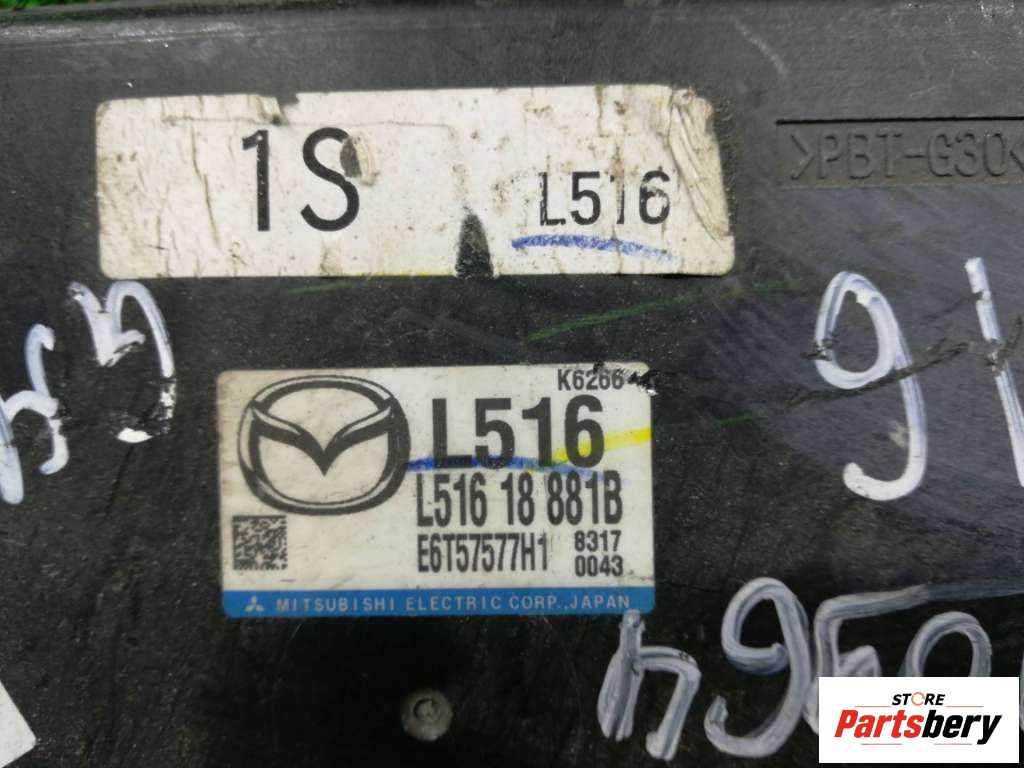 1S
L516
>PBT-G30<
K6266
L516
L516 18 881B
E6T57577H1 8317
0043
MITSUBISHI ELECTRIC CORP., JAPAN
STORE
Partsbery